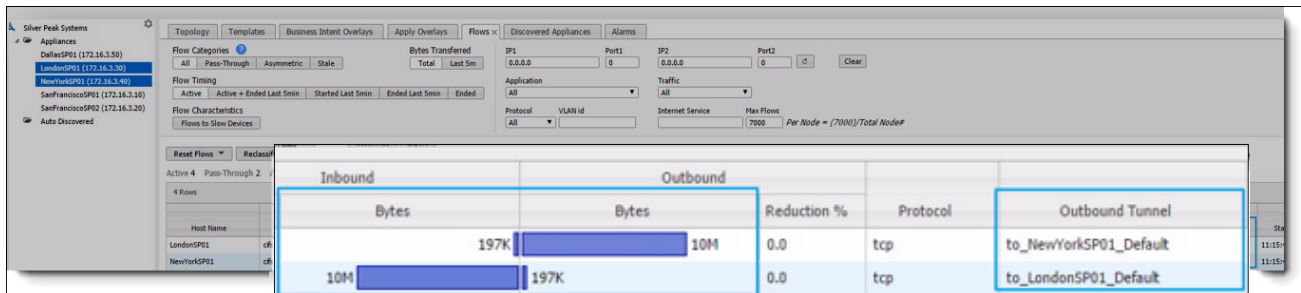 Silver Peak Systems
Appliances
DallasSP01 (172.16.3.50)
LondonSP01 (172.16.3.30)
NewYorkSP01 (172.16.3.40)
SanFranciscoSP01 (172.16.3.10)
SanFranciscoSP02 (172.16.3.20)
Auto Discovered
Topology Templates Business Intent Overlays Apply Overlays Flows × Discovered Appliances Alarms
Flow Categories ? Bytes Transferred IP1 Port1 IP2 Port2
All Pass-Through Asymmetric Stale Total Last 5m 0.0.0.0 0 0.0.0.0 0 Clear
Flow Timing Application Traffic
Active Active + Ended Last 5min Started Last 5min Ended Last 5min Ended All All
Flow Characteristics Protocol VLAN id Internet Service Max Flows
Flows to Slow Devices All 7000 Per Node = (7000)/Total Node#
Reset Flows
Active 4 Pass-Through 2
4 Rows
Host Name
LondonSP01
NewYorkSP01
Inbound Outbound
Bytes Bytes Reduction % Protocol Outbound Tunnel
197K 10M 0.0 tcp to_NewYorkSP01_Default
10M 197K 0.0 tcp to_LondonSP01_Default